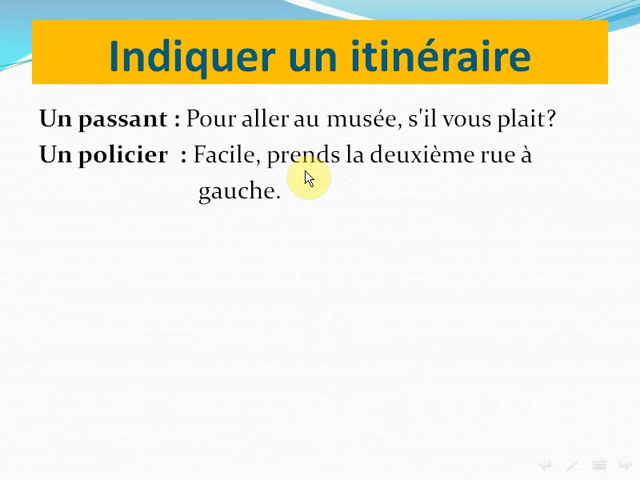 Indiquer un itinéraire
Un passant : Pour aller au musée, s'il vous plait?
Un policier : Facile, prends la deuxième rue à
gauche.